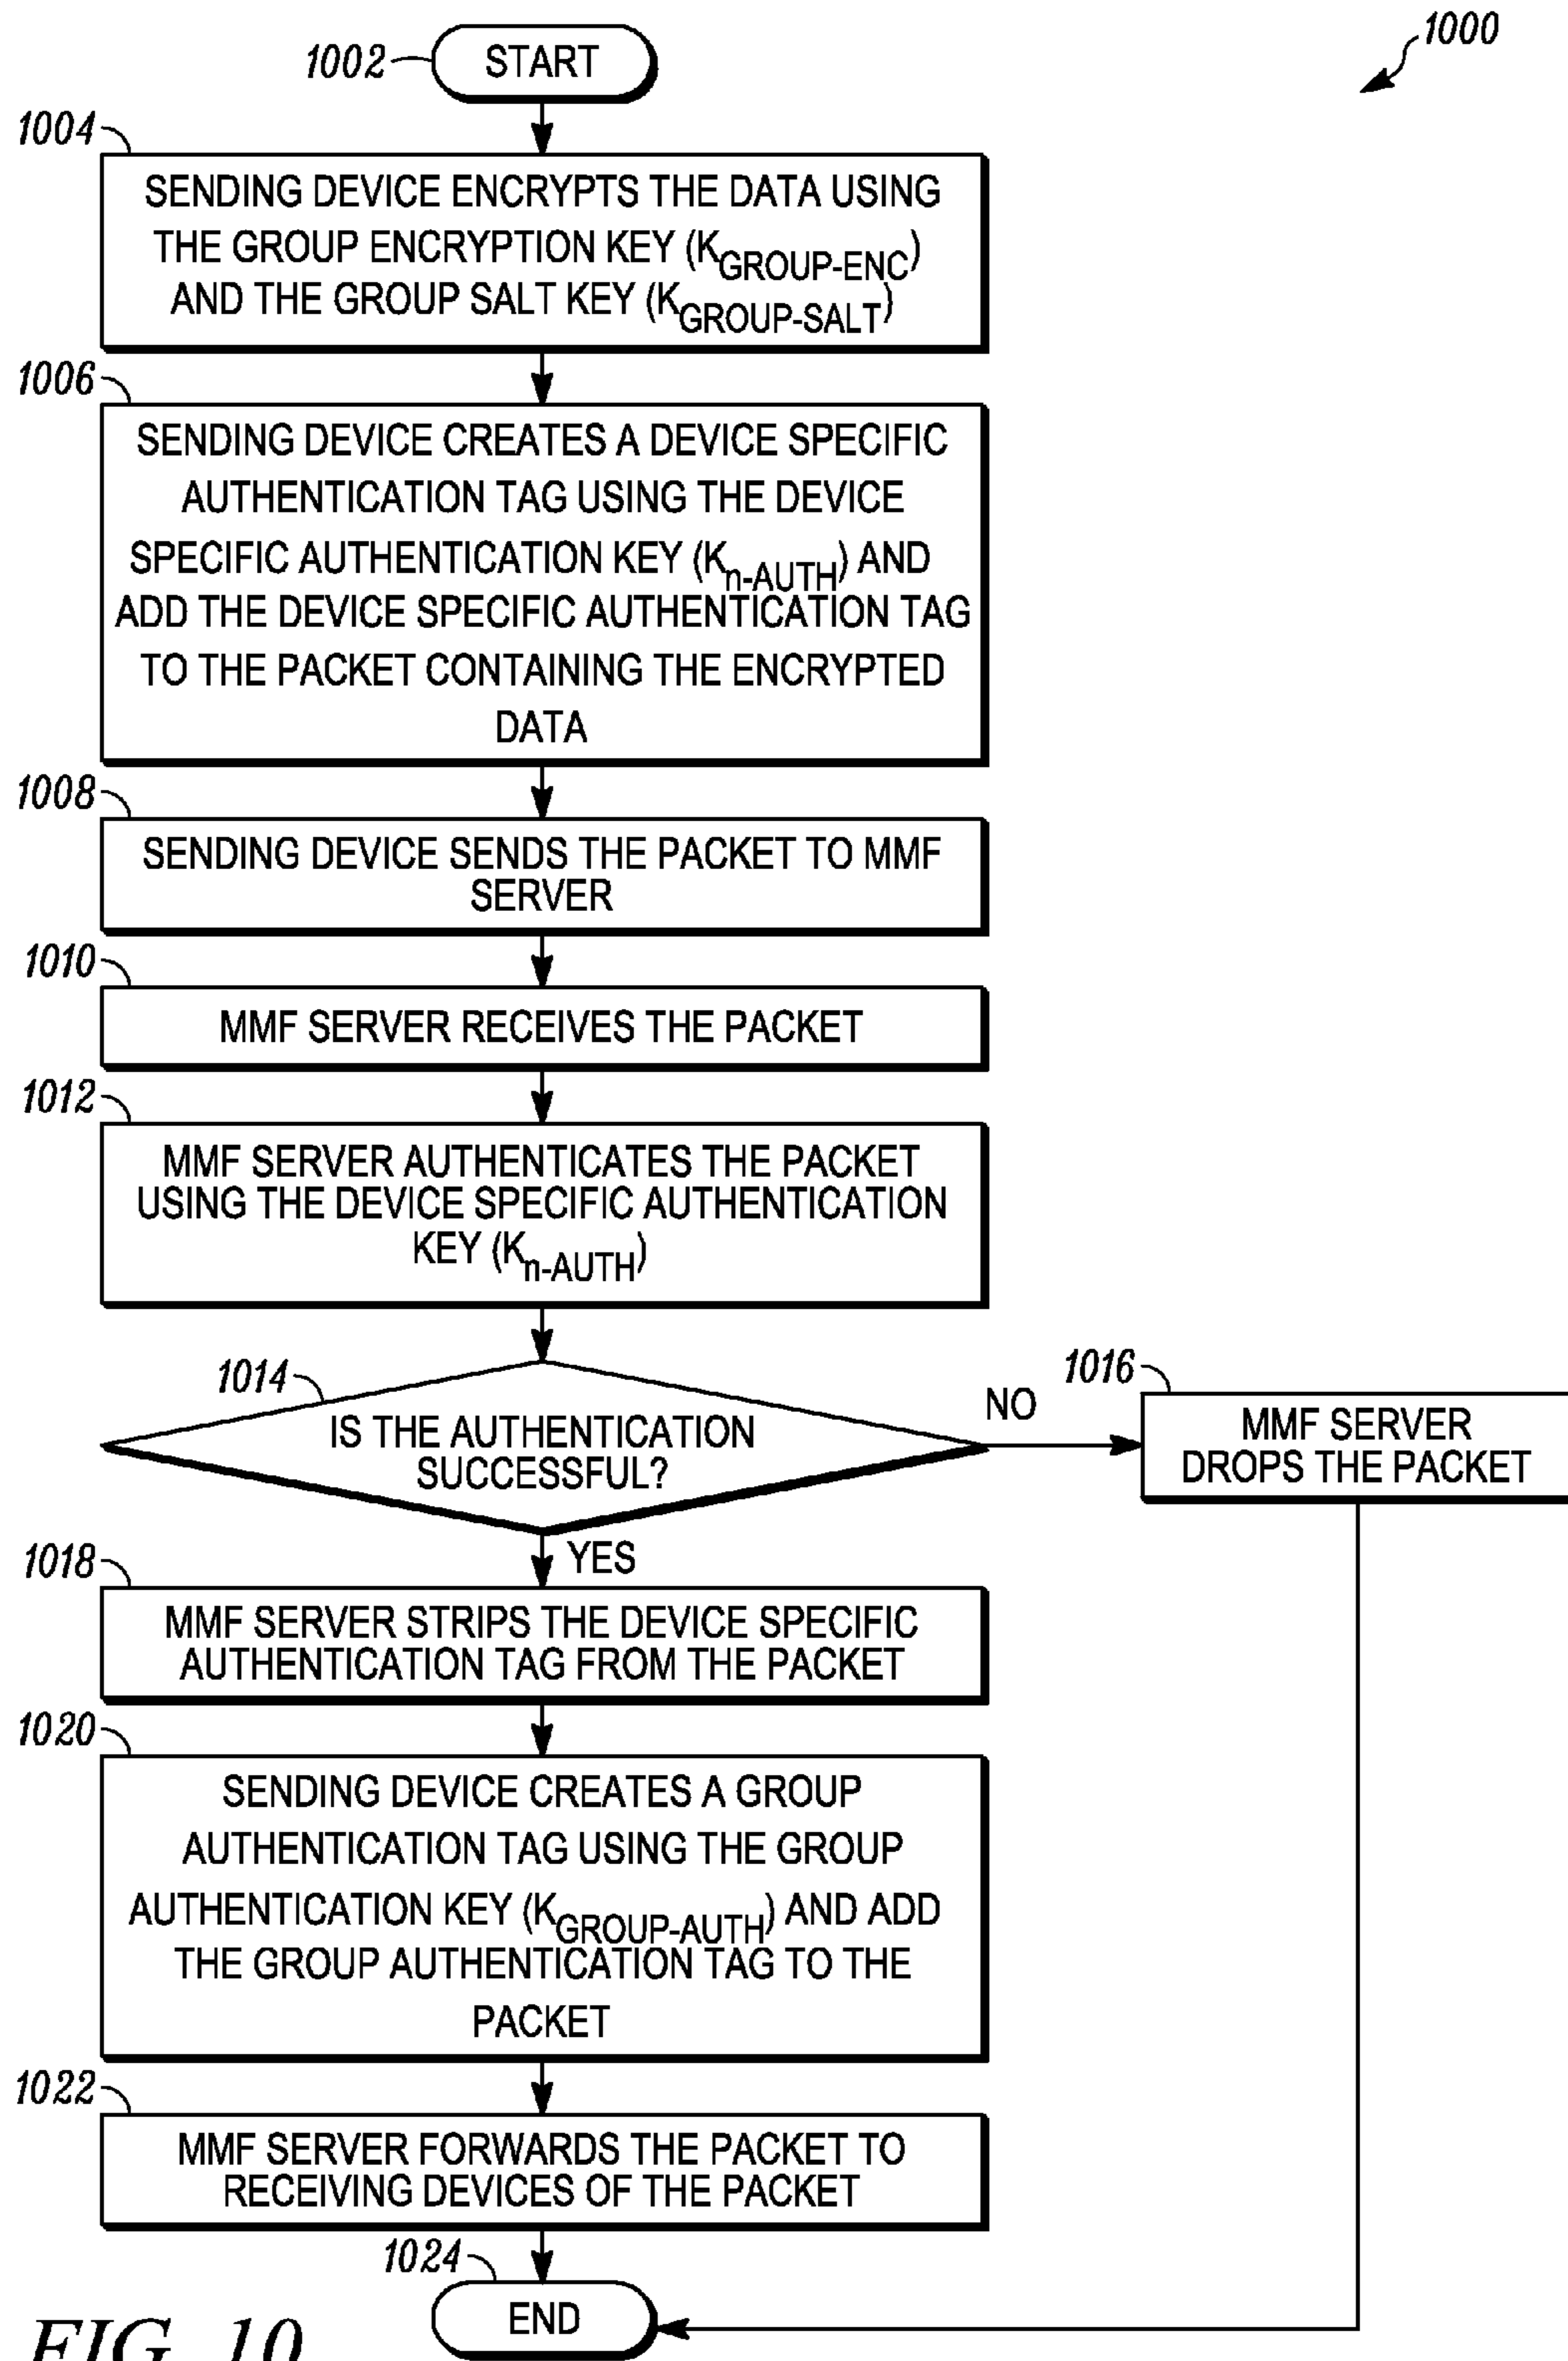 1000
1002
START
1004
SENDING DEVICE ENCRYPTS THE DATA USING
THE GROUP ENCRYPTION KEY (KGROUP-ENC)
AND THE GROUP SALT KEY (KGROUP-SALT)
1006
SENDING DEVICE CREATES A DEVICE SPECIFIC
AUTHENTICATION TAG USING THE DEVICE
SPECIFIC AUTHENTICATION KEY (Kn-AUTH) AND
ADD THE DEVICE SPECIFIC AUTHENTICATION TAG
TO THE PACKET CONTAINING THE ENCRYPTED
DATA
1008
SENDING DEVICE SENDS THE PACKET TO MMF
SERVER
1010
MMF SERVER RECEIVES THE PACKET
1012
MMF SERVER AUTHENTICATES THE PACKET
USING THE DEVICE SPECIFIC AUTHENTICATION
KEY (Kn-AUTH)
1014
IS THE AUTHENTICATION
SUCCESSFUL?
NO
1016
MMF SERVER
DROPS THE PACKET
YES
1018
MMF SERVER STRIPS THE DEVICE SPECIFIC
AUTHENTICATION TAG FROM THE PACKET
1020
SENDING DEVICE CREATES A GROUP
AUTHENTICATION TAG USING THE GROUP
AUTHENTICATION KEY (KGROUP-AUTH) AND ADD
THE GROUP AUTHENTICATION TAG TO THE
PACKET
1022
MMF SERVER FORWARDS THE PACKET TO
RECEIVING DEVICES OF THE PACKET
1024
END
FIG. 10